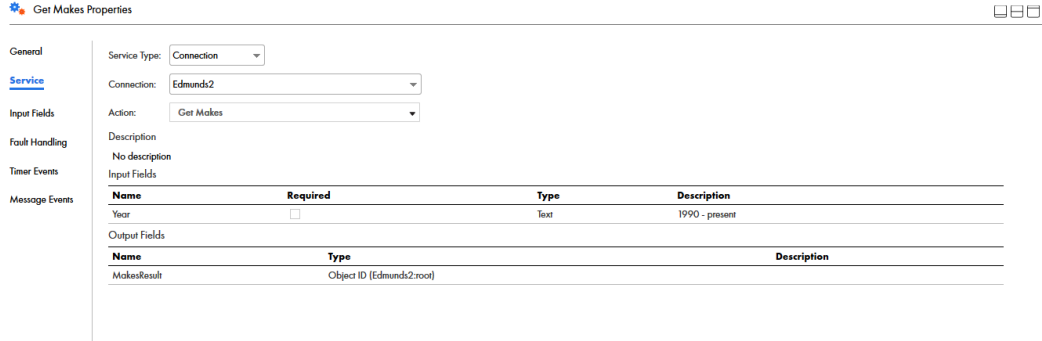 Get Makes Properties
General
Service
Input Fields
Fault Handling
Timer Events
Message Events
Service Type: Connection
Connection: Edmunds2
Action: Get Makes
Description
No description
Input Fields
Name Required Type Description
Year Text 1990 - present
Output Fields
Name Type Description
MakesResult Object ID (Edmunds2:root)